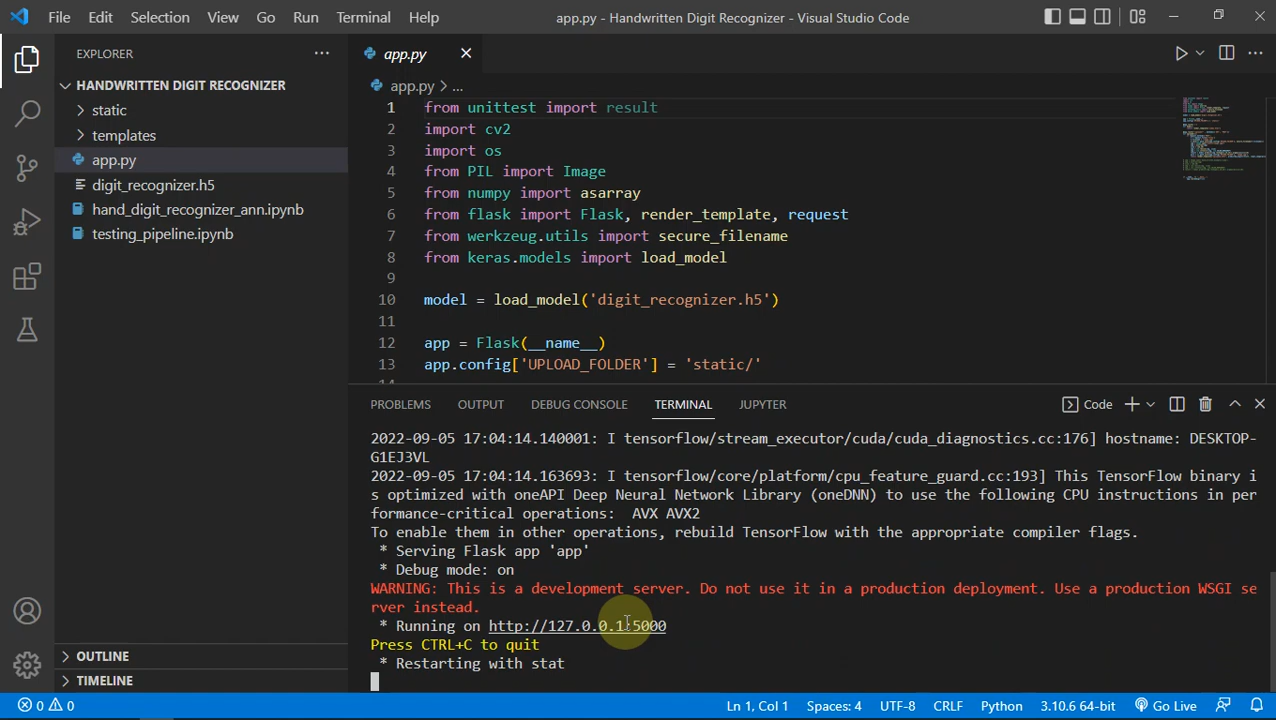 File Edit Selection View Go Run Terminal Help
app.py - Handwritten Digit Recognizer - Visual Studio Code
EXPLORER
HANDWRITTEN DIGIT RECOGNIZER
static
templates
app.py
digit_recognizer.h5
hand_digit_recognizer_ann.ipynb
testing_pipeline.ipynb
OUTLINE
TIMELINE
app.py
app.py > ...
1 from unittest import result
2 import cv2
3 import os
4 from PIL import Image
5 from numpy import asarray
6 from flask import Flask, render_template, request
7 from werkzeug.utils import secure_filename
8 from keras.models import load_model
9
10 model = load_model('digit_recognizer.h5')
11
12 app = Flask(__name__)
13 app.config['UPLOAD_FOLDER'] = 'static/'
PROBLEMS OUTPUT DEBUG CONSOLE TERMINAL JUPYTER
Code
2022-09-05 17:04:14.140001: I tensorflow/stream_executor/cuda/cuda_diagnostics.cc:176] hostname: DESKTOP-
G1EJ3VL
2022-09-05 17:04:14.163693: I tensorflow/core/platform/cpu_feature_guard.cc:193] This TensorFlow binary i
s optimized with oneAPI Deep Neural Network Library (oneDNN) to use the following CPU instructions in per
formance-critical operations:  AVX AVX2
To enable them in other operations, rebuild TensorFlow with the appropriate compiler flags.
* Serving Flask app 'app'
* Debug mode: on
WARNING: This is a development server. Do not use it in a production deployment. Use a production WSGI se
rver instead.
* Running on http://127.0.0.1:5000
Press CTRL+C to quit
* Restarting with stat
0 0
Ln 1, Col 1 Spaces: 4 UTF-8 CRLF Python 3.10.6 64-bit Go Live